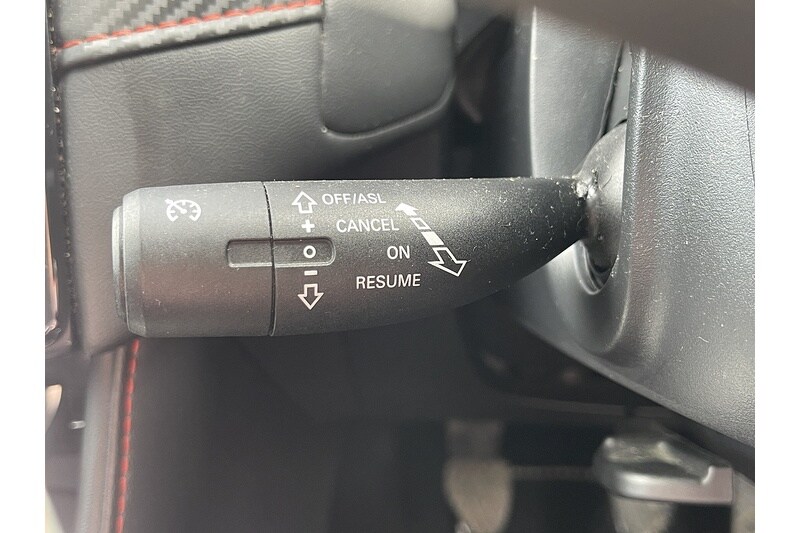 OFF/ASL
+ CANCEL
ON
- RESUME